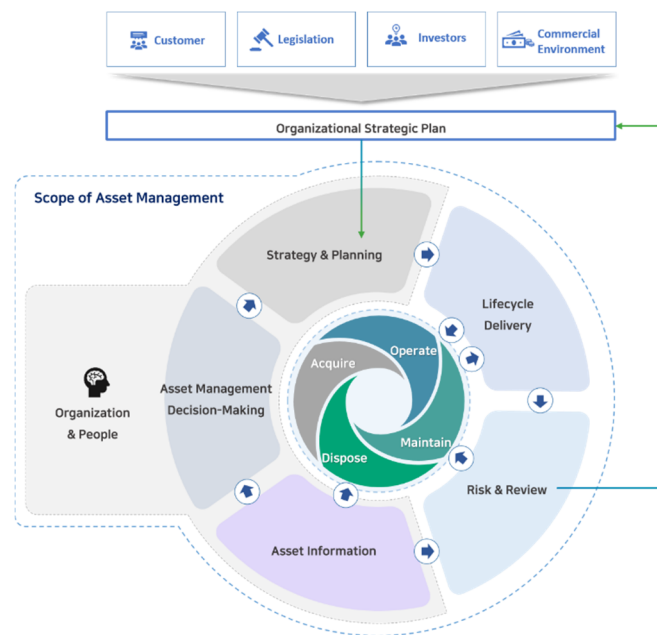 Customer
Legislation
Investors
Commercial
Environment
Organizational Strategic Plan
Scope of Asset Management
Strategy & Planning
Lifecycle
Delivery
Operate
Acquire
Asset Management
Decision-Making
Organization
& People
Maintain
Dispose
Risk & Review
Asset Information